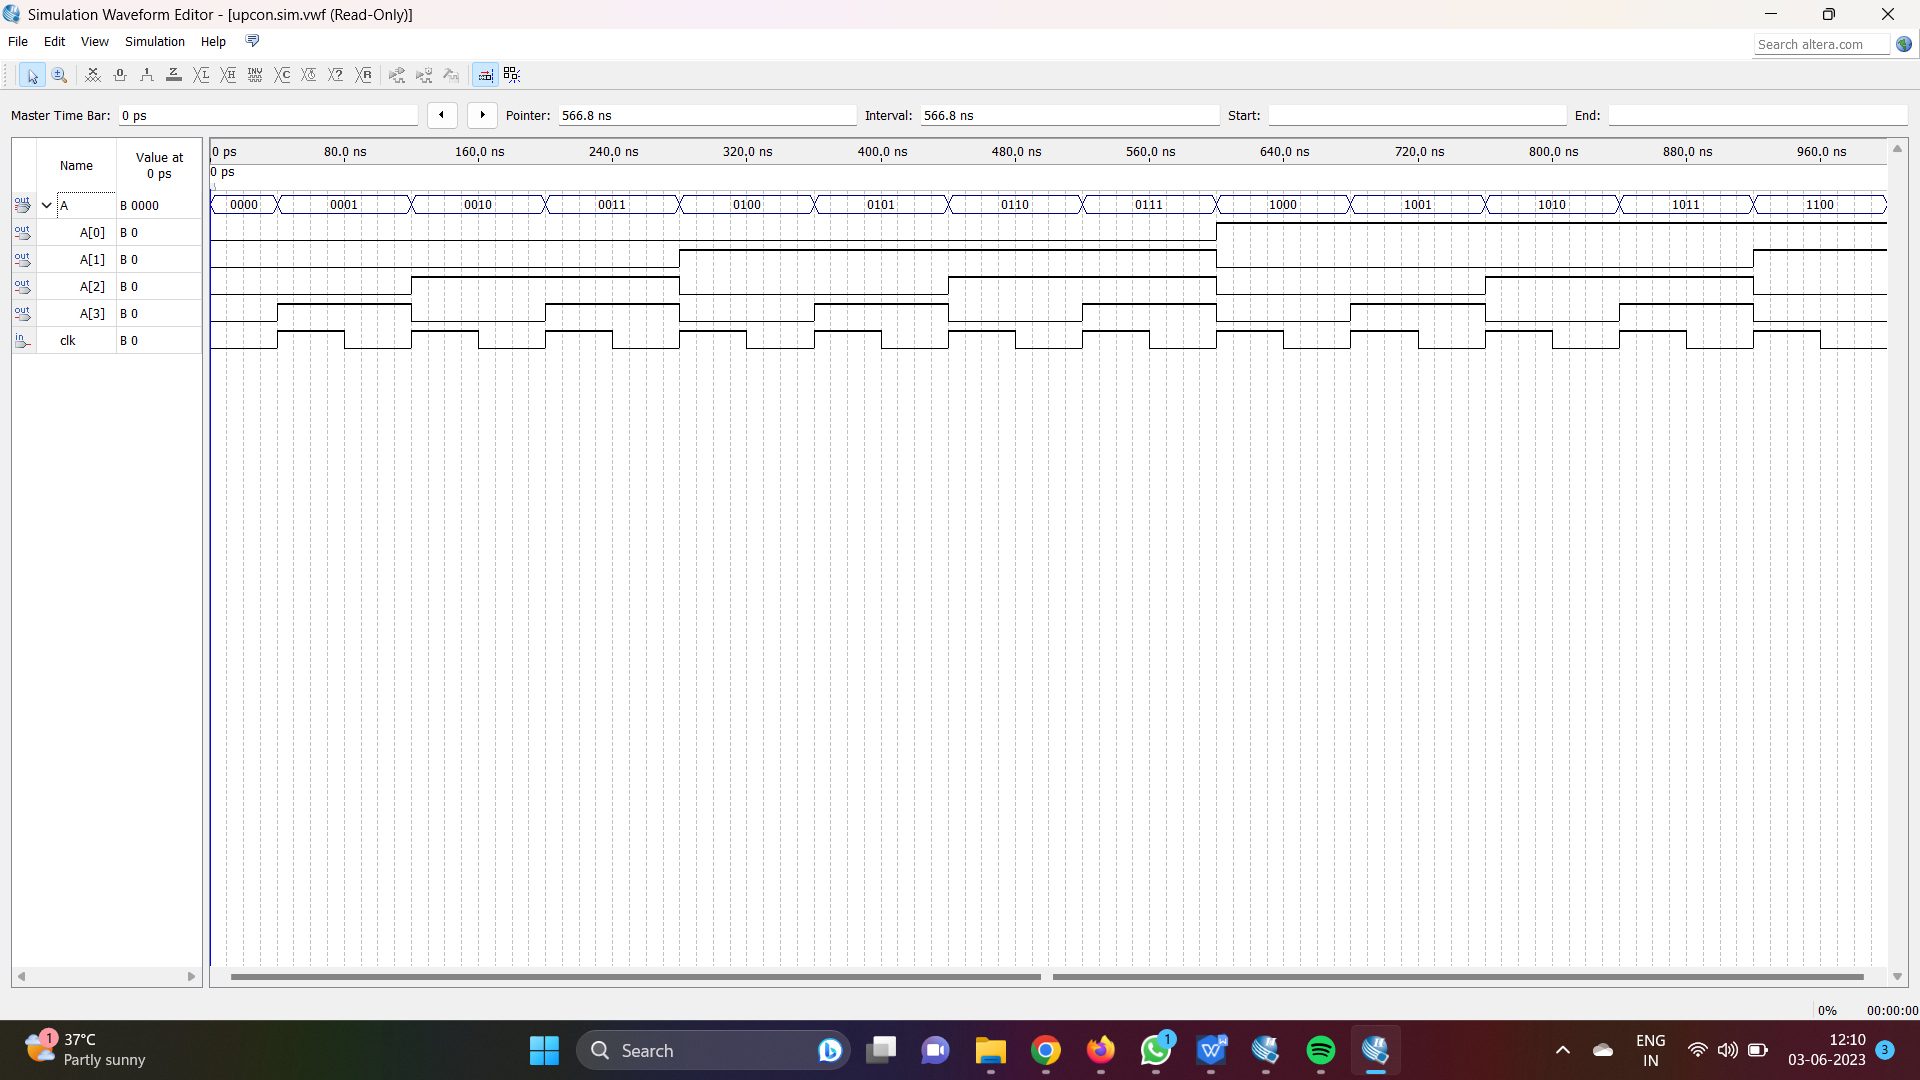 Simulation Waveform Editor - [upcon.sim.vwf (Read-Only)]
File Edit View Simulation Help
Search altera.com
Master Time Bar: 0 ps Pointer: 566.8 ns Interval: 566.8 ns Start: End:
Name Value at 0 ps
0 ps 80.0 ns 160.0 ns 240.0 ns 320.0 ns 400.0 ns 480.0 ns 560.0 ns 640.0 ns 720.0 ns 800.0 ns 880.0 ns 960.0 ns
0 ps
out A B 0000 0000 0001 0010 0011 0100 0101 0110 0111 1000 1001 1010 1011 1100
out A[0] B 0
out A[1] B 0
out A[2] B 0
out A[3] B 0
in clk B 0
0% 00:00:00
1 37°C
Partly sunny
Search
1
ENG
IN
12:10
03-06-2023
3